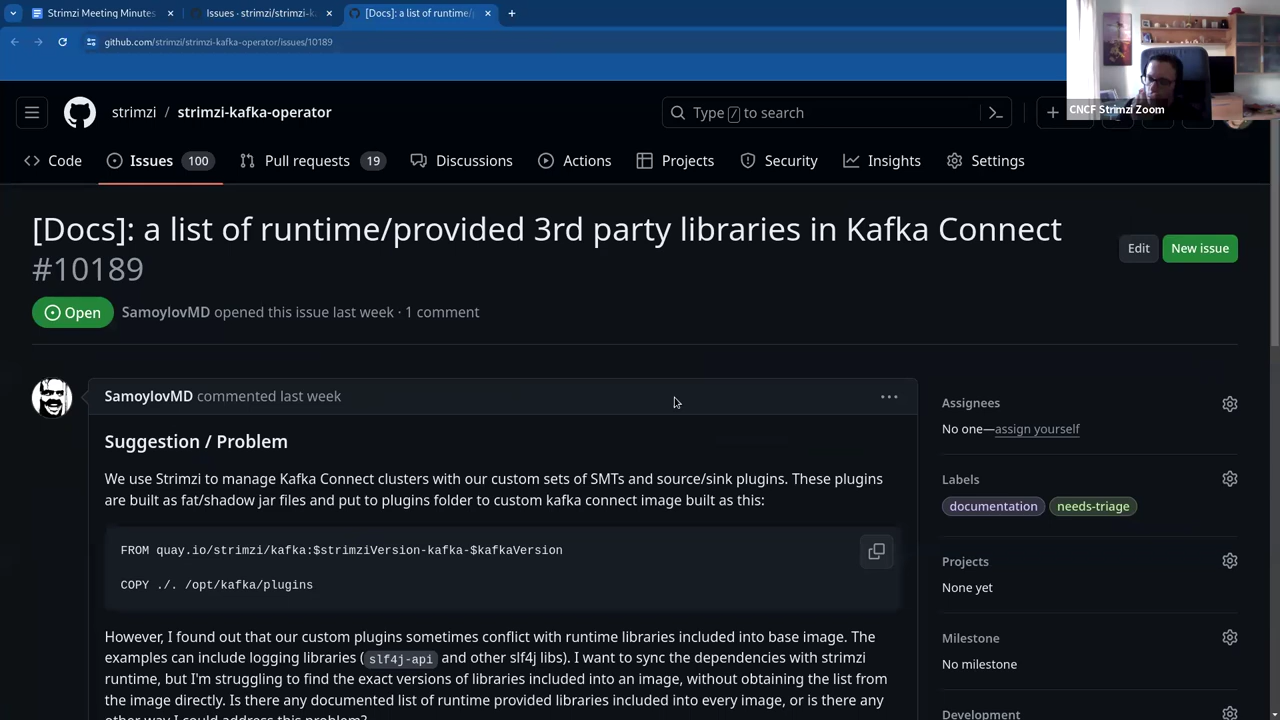 Strimzi Meeting Minutes
Issues · strimzi/strimzi-k
[Docs]: a list of runtime/
github.com/strimzi/strimzi-kafka-operator/issues/10189
CNCF Strimzi Zoom
strimzi / strimzi-kafka-operator
Type / to search
Code
Issues 100
Pull requests 19
Discussions
Actions
Projects
Security
Insights
Settings
[Docs]: a list of runtime/provided 3rd party libraries in Kafka Connect
#10189
Edit
New issue
Open
SamoylovMD opened this issue last week · 1 comment
SamoylovMD commented last week
Suggestion / Problem
We use Strimzi to manage Kafka Connect clusters with our custom sets of SMTs and source/sink plugins. These plugins
are built as fat/shadow jar files and put to plugins folder to custom kafka connect image built as this:
FROM quay.io/strimzi/kafka:$strimziVersion-kafka-$kafkaVersion
COPY ./. /opt/kafka/plugins
However, I found out that our custom plugins sometimes conflict with runtime libraries included into base image. The
examples can include logging libraries (slf4j-api and other slf4j libs). I want to sync the dependencies with strimzi
runtime, but I'm struggling to find the exact versions of libraries included into an image, without obtaining the list from
the image directly. Is there any documented list of runtime provided libraries included into every image, or is there any
other way I could address this problem?
Assignees
No one—assign yourself
Labels
documentation
needs-triage
Projects
None yet
Milestone
No milestone
Development